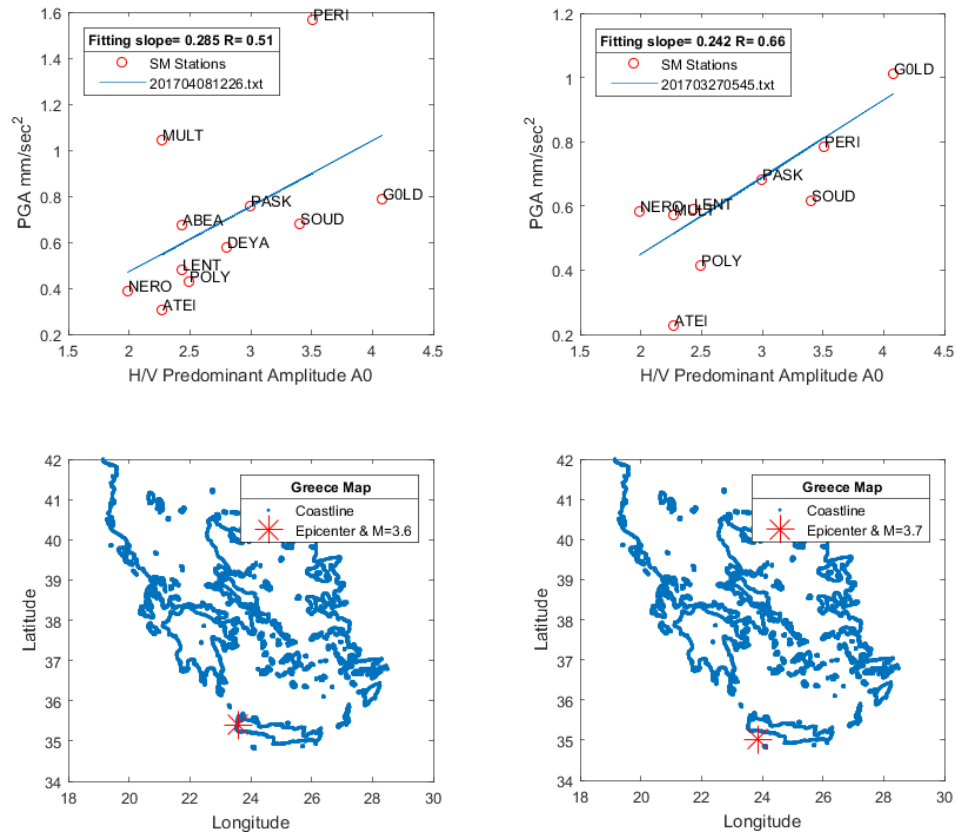 Fitting slope= 0.285 R= 0.51
SM Stations
201704081226.txt
PERI
MULT
G0LD
PASK
ABEA
SOUD
DEYA
LENT
POLY
NERO
ATEI
1.6
1.4
1.2
1
0.8
0.6
0.4
0.2
PGA mm/sec²
1.5
2
2.5
3
3.5
4
4.5
H/V Predominant Amplitude A0
Fitting slope= 0.242 R= 0.66
SM Stations
201703270545.txt
G0LD
PERI
PASK
SOUD
NERO
MULT
LENT
POLY
ATEI
1.2
1
0.8
0.6
0.4
0.2
PGA mm/sec²
1.5
2
2.5
3
3.5
4
4.5
H/V Predominant Amplitude A0
Greece Map
Coastline
Epicenter & M=3.6
42
41
40
39
38
37
36
35
34
Latitude
18
20
22
24
26
28
30
Longitude
Greece Map
Coastline
Epicenter & M=3.7
42
41
40
39
38
37
36
35
34
Latitude
18
20
22
24
26
28
30
Longitude